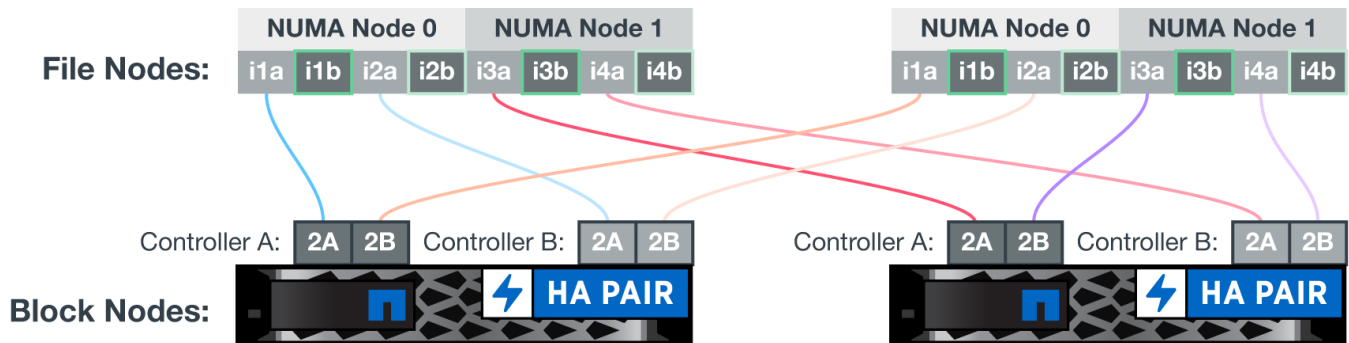 NUMA Node 0 NUMA Node 1 NUMA Node 0 NUMA Node 1
File Nodes: i1a i1b i2a i2b i3a i3b i4a i4b i1a i1b i2a i2b i3a i3b i4a i4b
Controller A: 2A 2B Controller B: 2A 2B Controller A: 2A 2B Controller B: 2A 2B
Block Nodes: HA PAIR HA PAIR